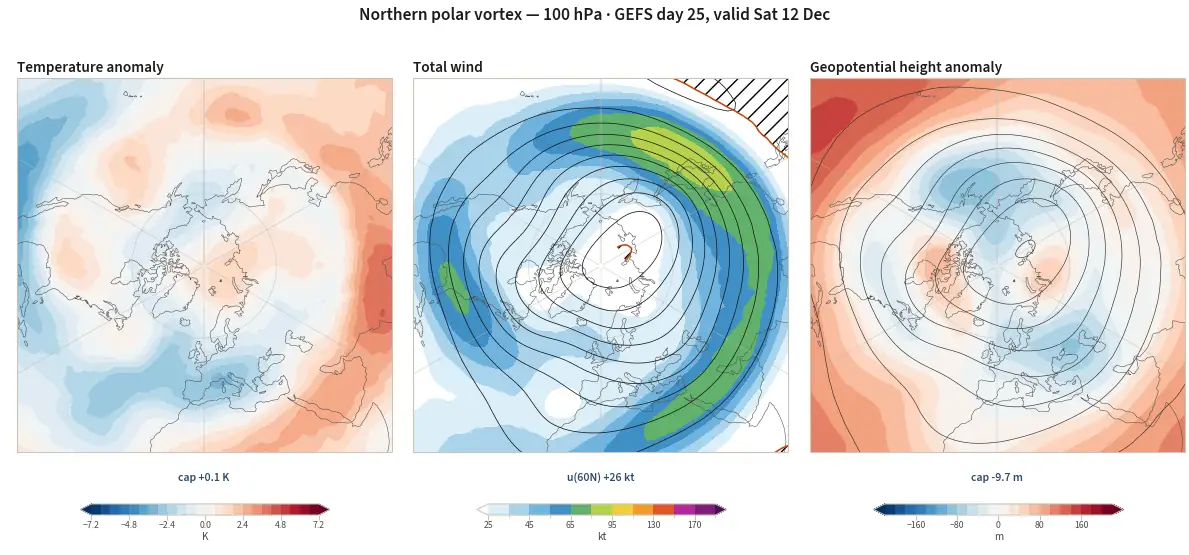 Northern polar vortex — 100 hPa · GEFS day 25, valid Sat 12 Dec
Temperature anomaly
Total wind
Geopotential height anomaly
cap +0.1 K
u(60N) +26 kt
cap -9.7 m
−7.2 −4.8 −2.4 0.0 2.4 4.8 7.2
K
25 45 65 95 130 170
kt
−160 −80 0 80 160
m